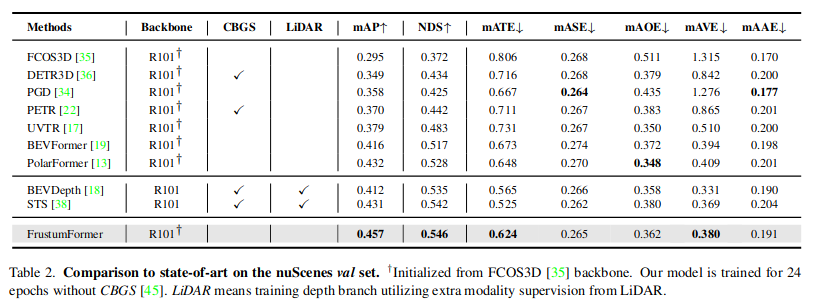 Methods Backbone CBGS LiDAR mAP↑ NDS↑ mATE↓ mASE↓ mAOE↓ mAVE↓ mAAE↓
FCOS3D [35] R101† 0.295 0.372 0.806 0.268 0.511 1.315 0.170
DETR3D [36] R101† ✓ 0.349 0.434 0.716 0.268 0.379 0.842 0.200
PGD [34] R101† 0.358 0.425 0.667 0.264 0.435 1.276 0.177
PETR [22] R101† ✓ 0.370 0.442 0.711 0.267 0.383 0.865 0.201
UVTR [17] R101† 0.379 0.483 0.731 0.267 0.350 0.510 0.200
BEVFormer [19] R101† 0.416 0.517 0.673 0.274 0.372 0.394 0.198
PolarFormer [13] R101† 0.432 0.528 0.648 0.270 0.348 0.409 0.201
BEVDepth [18] R101 ✓ ✓ 0.412 0.535 0.565 0.266 0.358 0.331 0.190
STS [38] R101 ✓ ✓ 0.431 0.542 0.525 0.262 0.380 0.369 0.204
FrustumFormer R101† 0.457 0.546 0.624 0.265 0.362 0.380 0.191
Table 2. Comparison to state-of-art on the nuScenes val set. †Initialized from FCOS3D [35] backbone. Our model is trained for 24
epochs without CBGS [45]. LiDAR means training depth branch utilizing extra modality supervision from LiDAR.